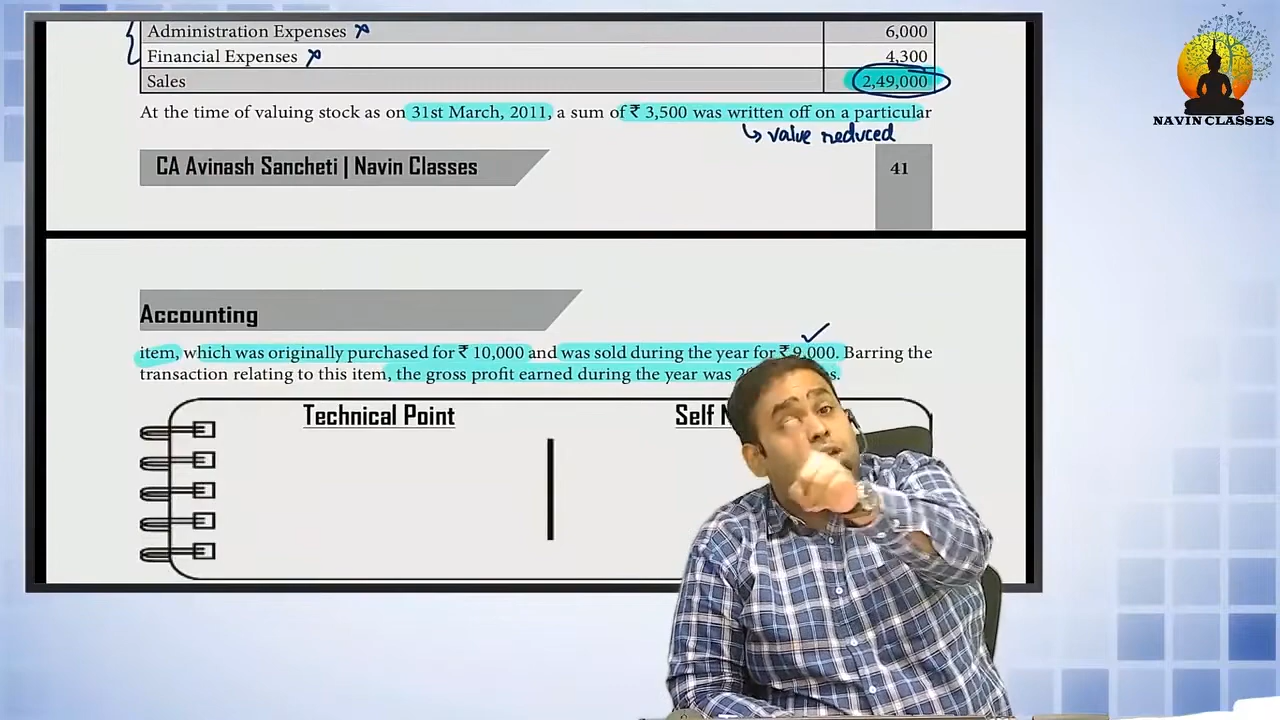 Administration Expenses
6,000
Financial Expenses
4,300
Sales
2,49,000
At the time of valuing stock as on 31st March, 2011, a sum of ₹ 3,500 was written off on a particular
↳ value reduced
CA Avinash Sancheti | Navin Classes
41
NAVIN CLASSES
Accounting
item, which was originally purchased for ₹ 10,000 and was sold during the year for ₹ 9,000. Barring the
transaction relating to this item, the gross profit earned during the year was
Technical Point
Self